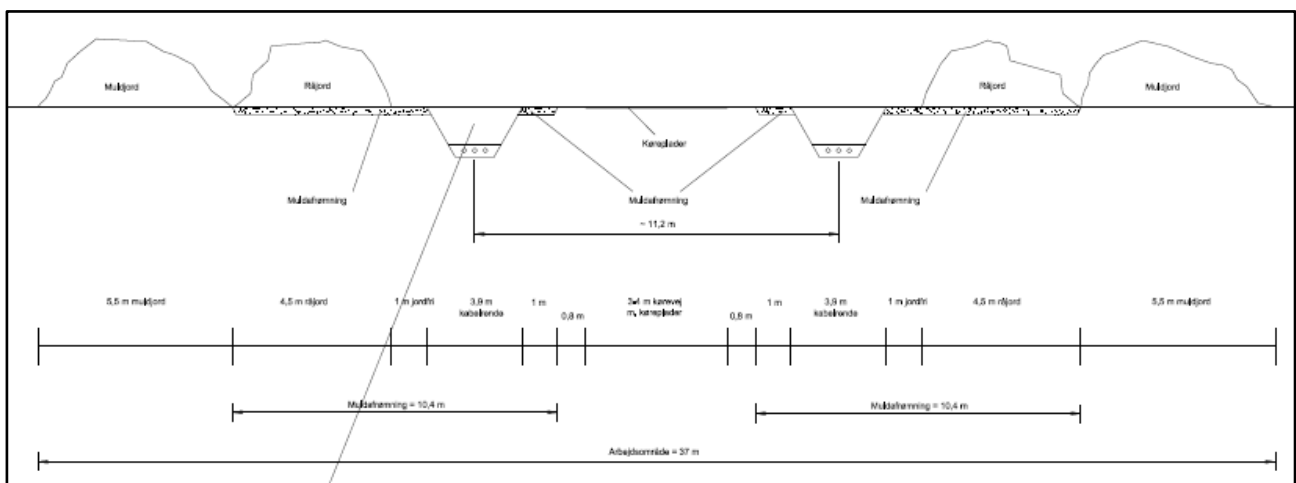 Muldjord
Råjord
Råjord
Muldjord
Køreplader
Muldafrømning
Muldafrømning
Muldafrømning
~ 11,2 m
5,5 m muldjord
4,5 m råjord
1 m jordfri
3,9 m
kabelrende
1 m
0,8 m
m, køreplader
0,8 m
1 m
3,9 m
kabelrende
1 m jordfri
4,5 m råjord
5,5 m muldjord
Muldafrømning = 10,4 m
Muldafrømning = 10,4 m
Arbejdsområde = 37 m